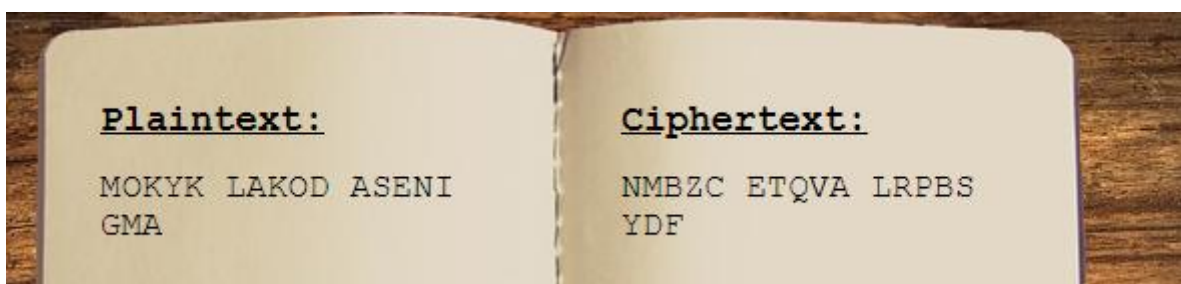 Plaintext:
MOKYK LAKOD ASENI
GMA
Ciphertext:
NMBZC ETQVA LRPBS
YDF